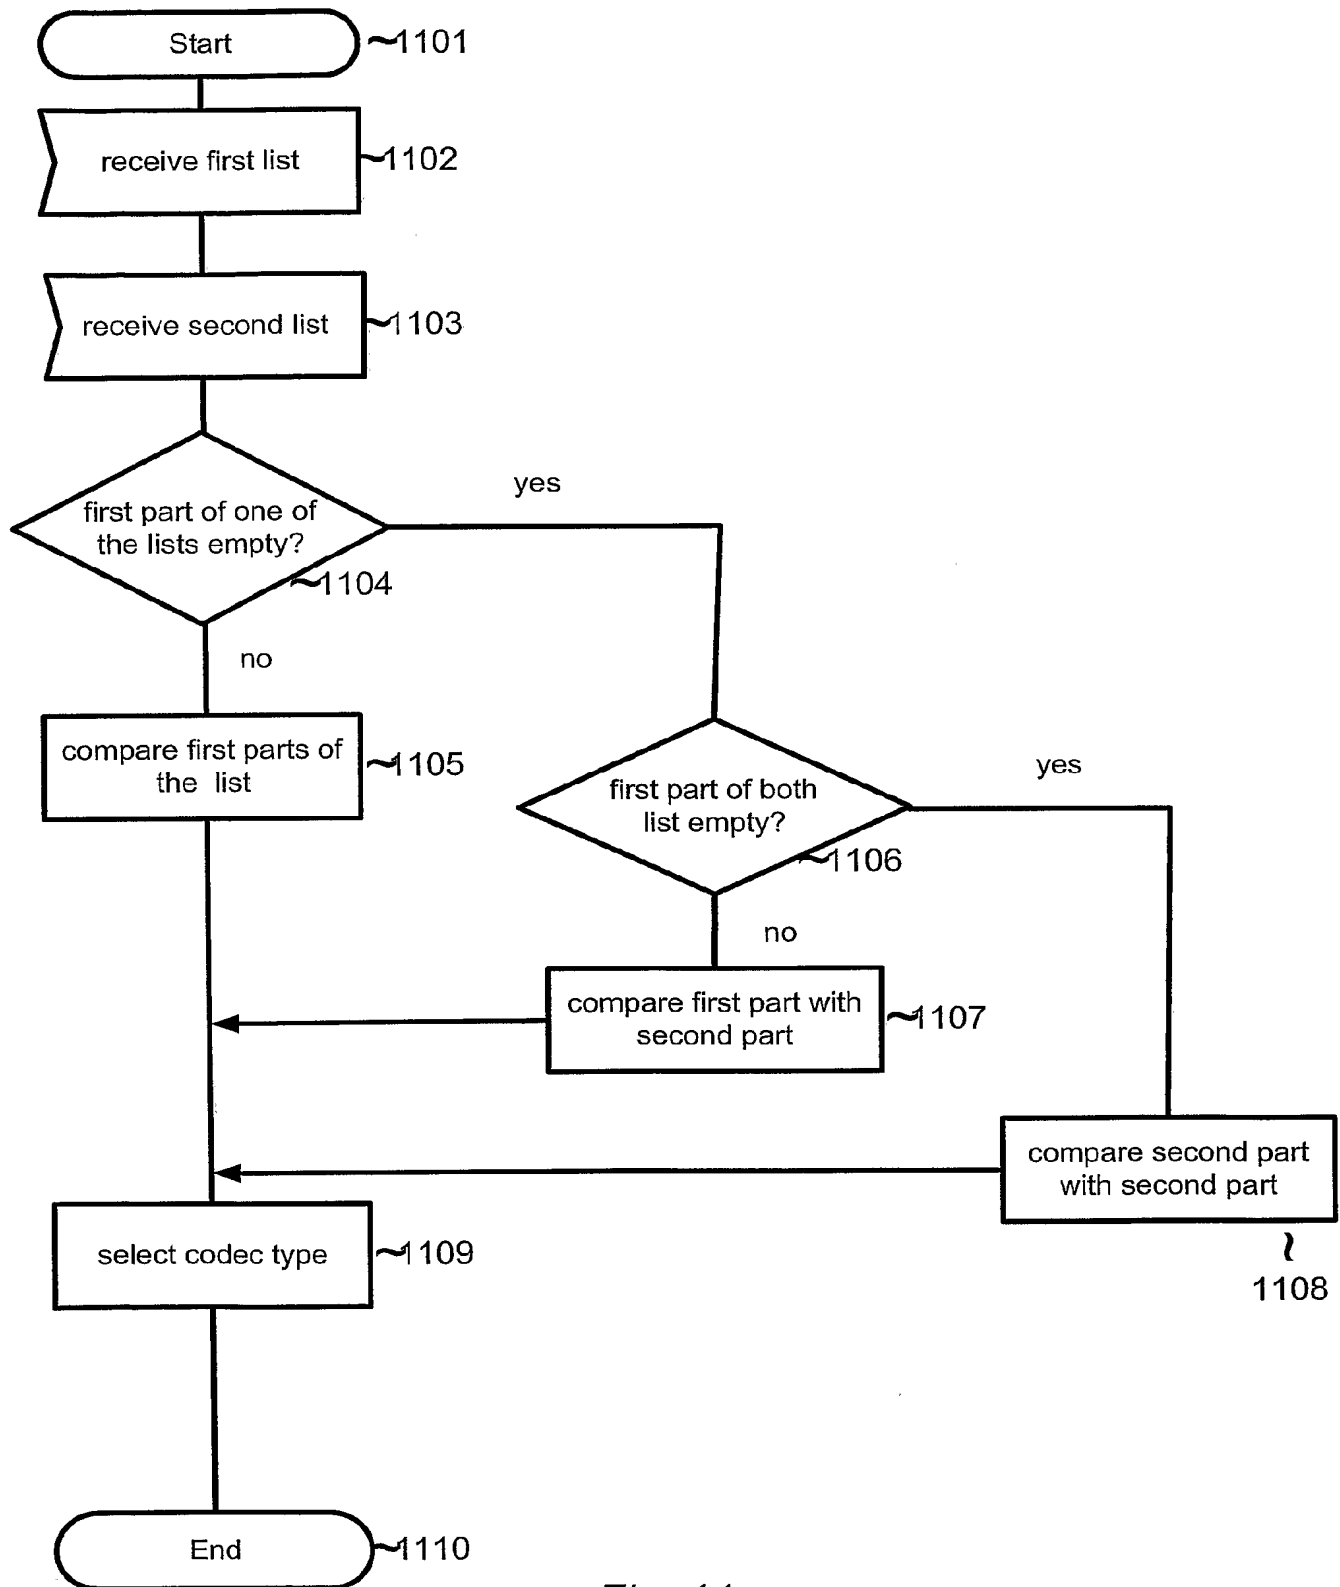 Start
1101
receive first list
1102
receive second list
1103
yes
first part of one of
the lists empty?
1104
no
compare first parts of
the list
1105
yes
first part of both
list empty?
1106
no
compare first part with
second part
1107
compare second part
with second part
1108
select codec type
1109
End
1110